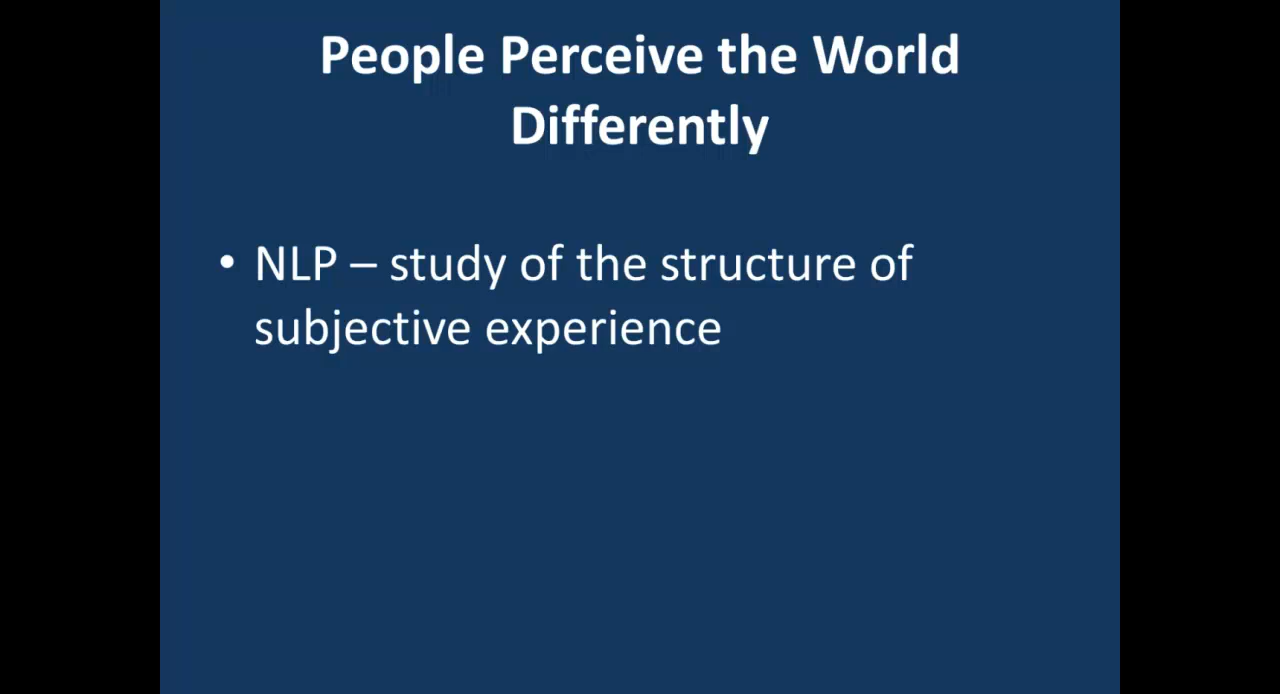 People Perceive the World
Differently
• NLP – study of the structure of
subjective experience